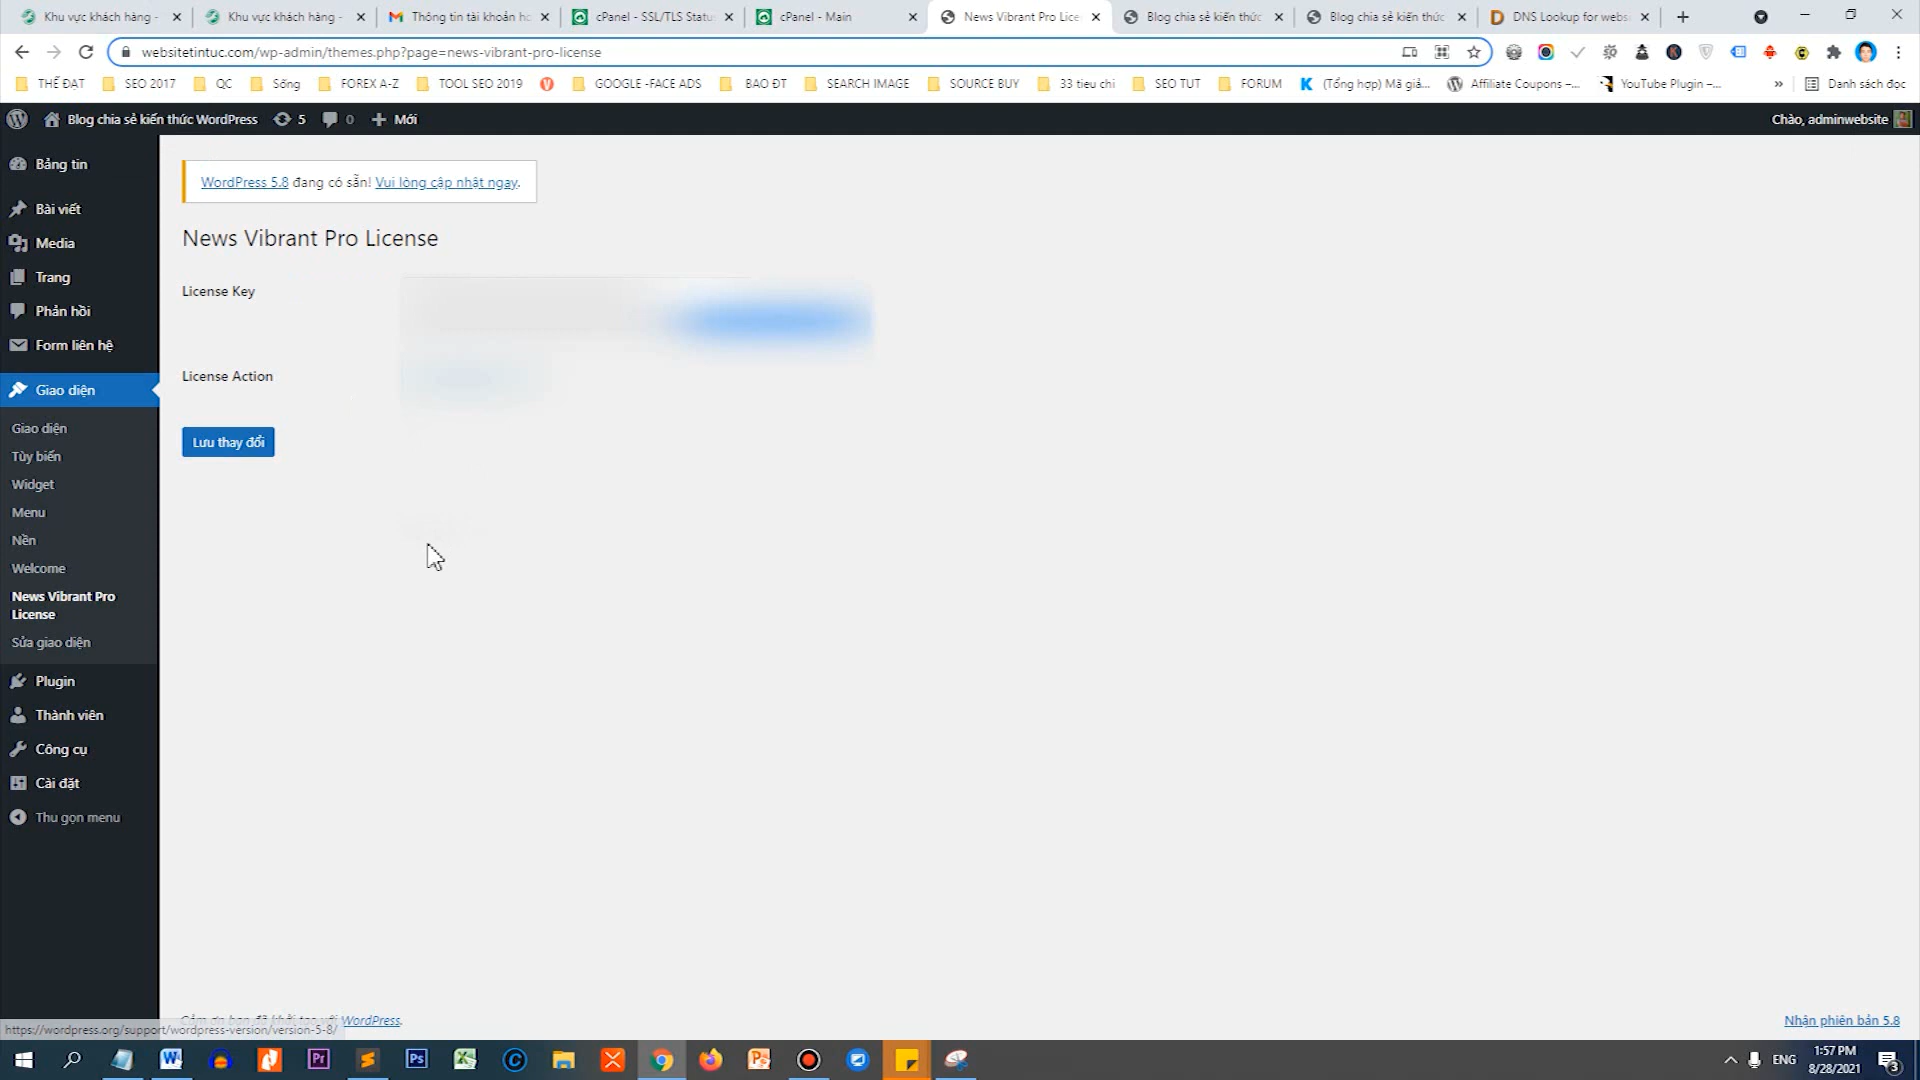 Khu vực khách hàng -
Khu vực khách hàng -
Thông tin tài khoản ho
cPanel - SSL/TLS Statu
cPanel - Main
News Vibrant Pro Lice
Blog chia sẻ kiến thức
Blog chia sẻ kiến thức
DNS Lookup for webs
websitetintuc.com/wp-admin/themes.php?page=news-vibrant-pro-license
THẾ ĐẠT
SEO 2017
QC
Sống
FOREX A-Z
TOOL SEO 2019
GOOGLE -FACE ADS
BAO ĐT
SEARCH IMAGE
SOURCE BUY
33 tieu chi
SEO TUT
FORUM
(Tổng hợp) Mã giả...
Affiliate Coupons –...
YouTube Plugin –...
»
Danh sách đọc
Blog chia sẻ kiến thức WordPress
5
0
Mới
Chào, adminwebsite
Bảng tin
Bài viết
Media
Trang
Phản hồi
Form liên hệ
Giao diện
Giao diện
Tùy biến
Widget
Menu
Nền
Welcome
News Vibrant Pro
License
Sửa giao diện
Plugin
Thành viên
Công cụ
Cài đặt
Thu gọn menu
WordPress 5.8 đang có sẵn! Vui lòng cập nhật ngay.
News Vibrant Pro License
License Key
License Action
Lưu thay đổi
Cảm ơn bạn đã khởi tạo với WordPress.
Nhận phiên bản 5.8
https://wordpress.org/support/wordpress-version/version-5-8/
ENG
1:57 PM
8/28/2021
3